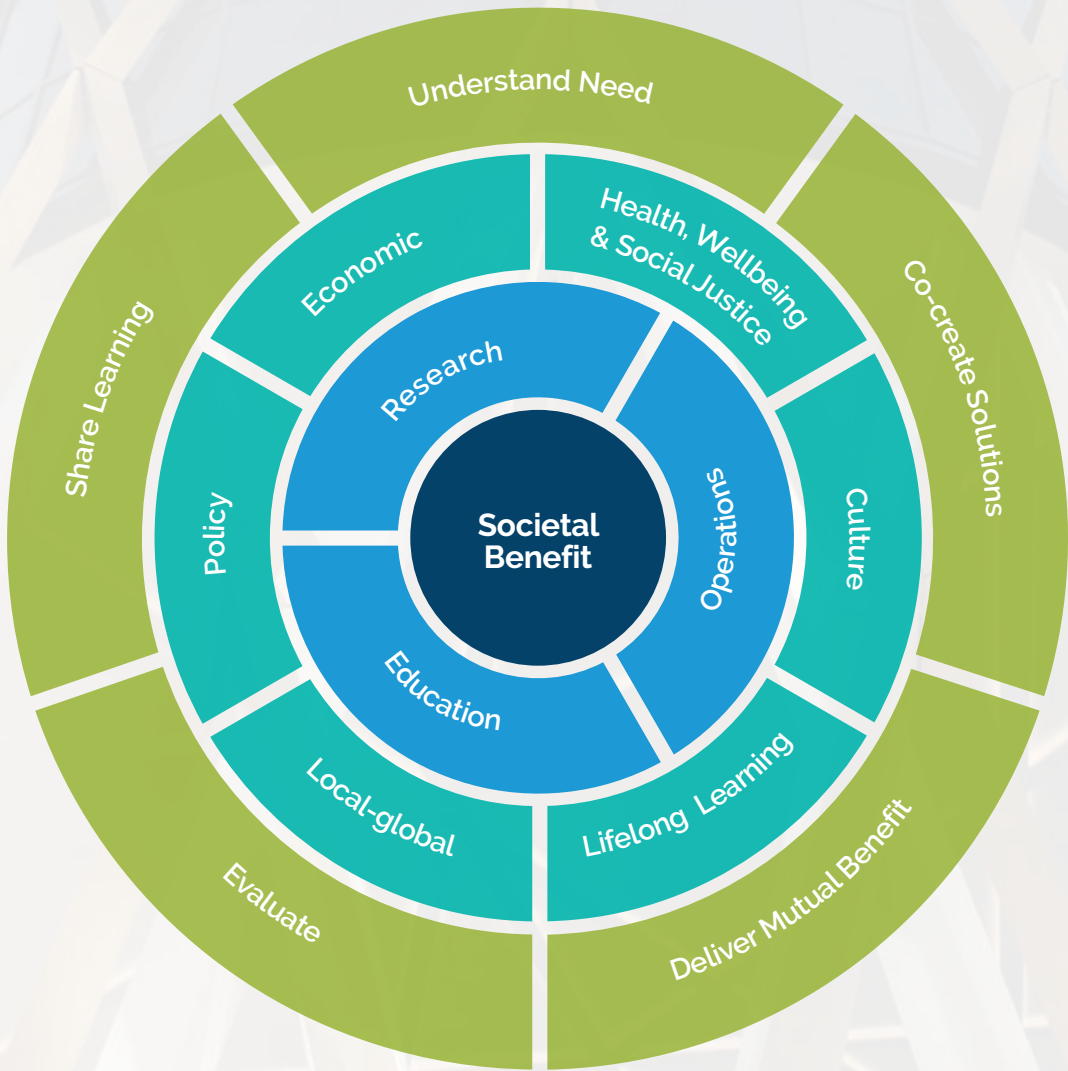 Understand Need
Co-create Solutions
Deliver Mutual Benefit
Evaluate
Share Learning
Economic
Health, Wellbeing
& Social Justice
Culture
Lifelong Learning
Local-global
Policy
Research
Operations
Education
Societal
Benefit